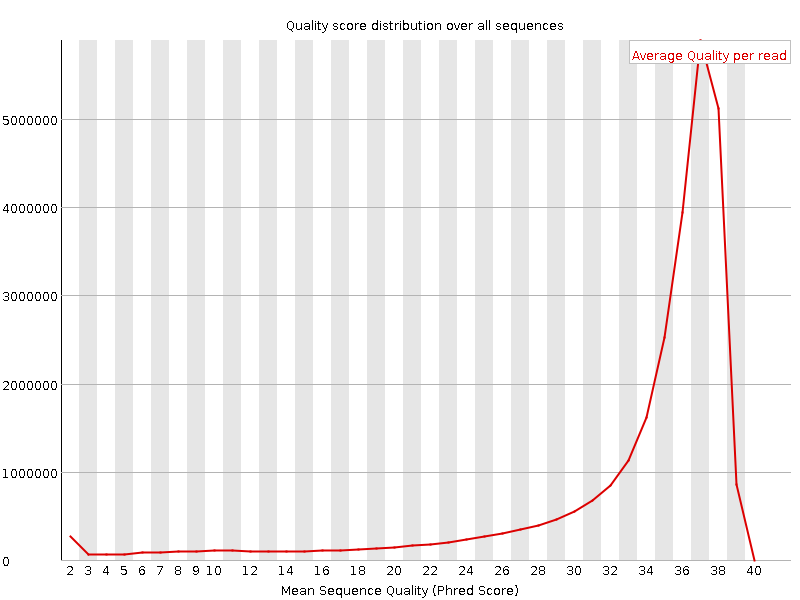 Quality score distribution over all sequences
Average Quality per read
5000000
4000000
3000000
2000000
1000000
0
2 3 4 5 6 7 8 9 10 12 14 16 18 20 22 24 26 28 30 32 34 36 38 40
Mean Sequence Quality (Phred Score)